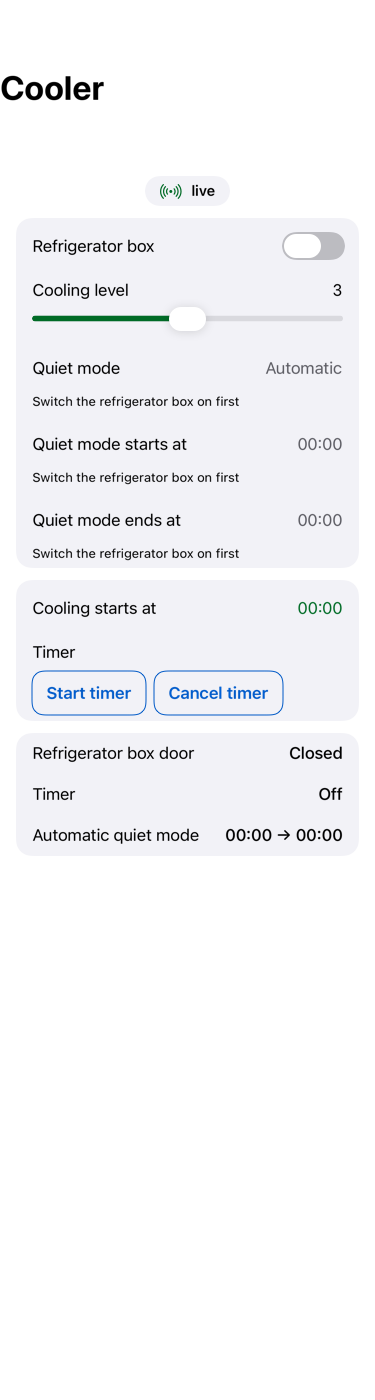 Cooler
live
Refrigerator box
Cooling level 3
Quiet mode Automatic
Switch the refrigerator box on first
Quiet mode starts at 00:00
Switch the refrigerator box on first
Quiet mode ends at 00:00
Switch the refrigerator box on first
Cooling starts at 00:00
Timer
Start timer Cancel timer
Refrigerator box door Closed
Timer Off
Automatic quiet mode 00:00 → 00:00